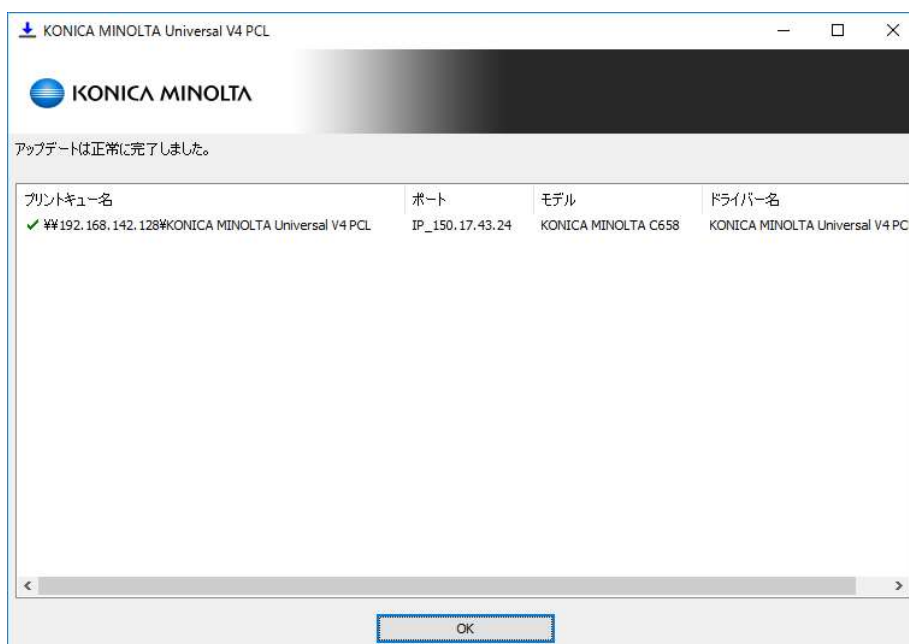 KONICA MINOLTA Universal V4 PCL
KONICA MINOLTA
アップデートは正常に完了しました。
プリントキュー名 ポート モデル ドライバー名
¥¥192.168.142.128¥KONICA MINOLTA Universal V4 PCL IP_150.17.43.24 KONICA MINOLTA C658 KONICA MINOLTA Universal V4 PC
OK